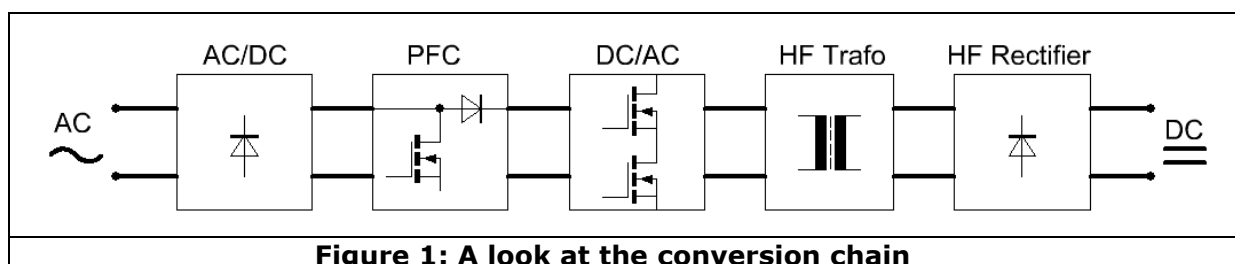 AC/DC PFC DC/AC HF Trafo HF Rectifier
AC
DC
Figure 1: A look at the conversion chain